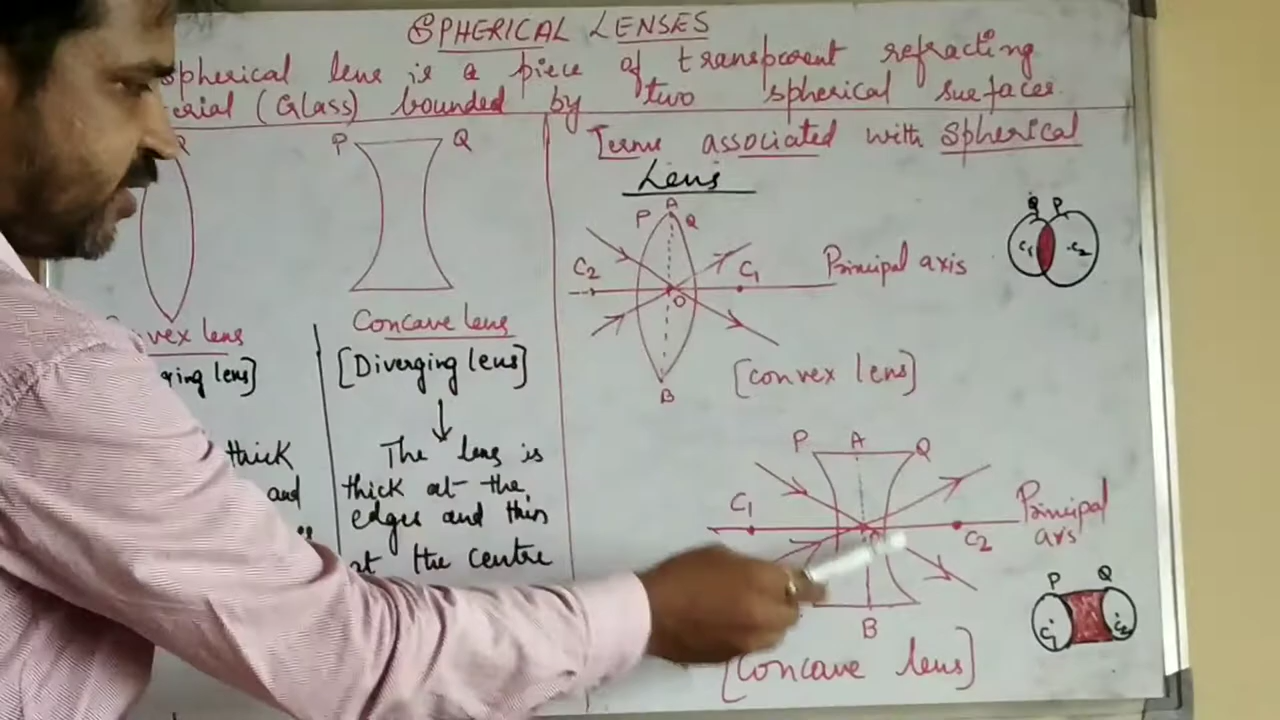 SPHERICAL LENSES
spherical lens is a piece of transparent refracting
erial (Glass) bounded by two spherical surfaces.
P Q
Convex lens
ging lens]
thick
and
Concave lens
[Diverging lens]
The lens is
thick at the
edges and thin
at the centre
Terms associated with Spherical
Lens
A
P Q
C2 C1 Principal axis
O
B
[convex lens]
Q P
C1 C2
P A Q
C1 C2 Principal
axis
B
[Concave lens]
P Q
C1 C2